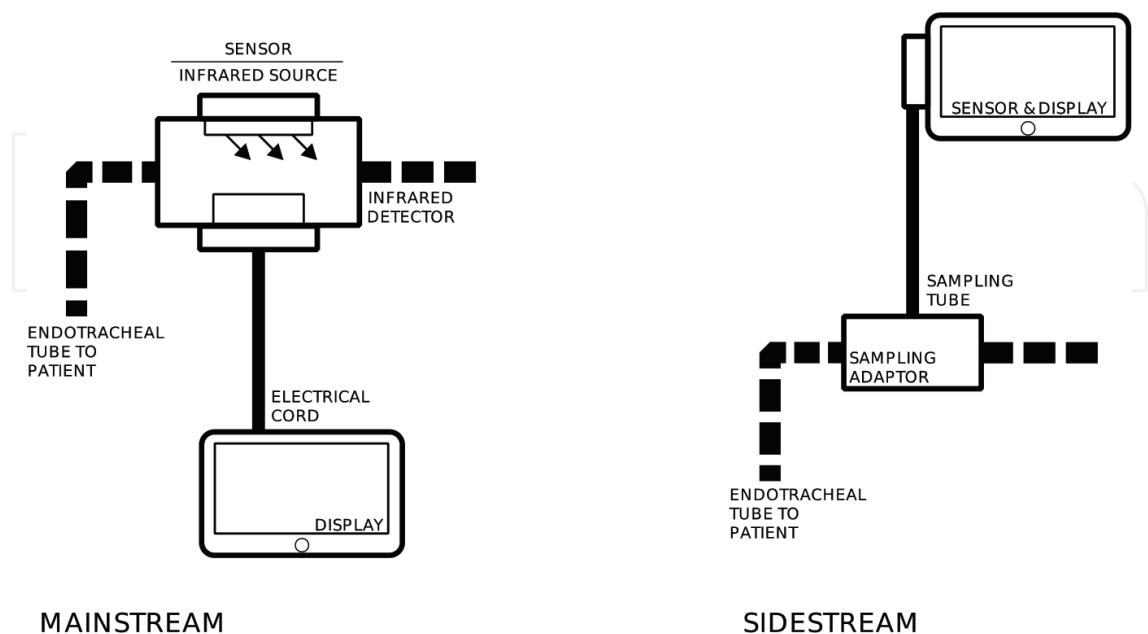 SENSOR
INFRARED SOURCE
INFRARED
DETECTOR
ENDOTRACHEAL
TUBE TO
PATIENT
ELECTRICAL
CORD
DISPLAY
MAINSTREAM
SENSOR & DISPLAY
SAMPLING
TUBE
SAMPLING
ADAPTOR
ENDOTRACHEAL
TUBE TO
PATIENT
SIDESTREAM